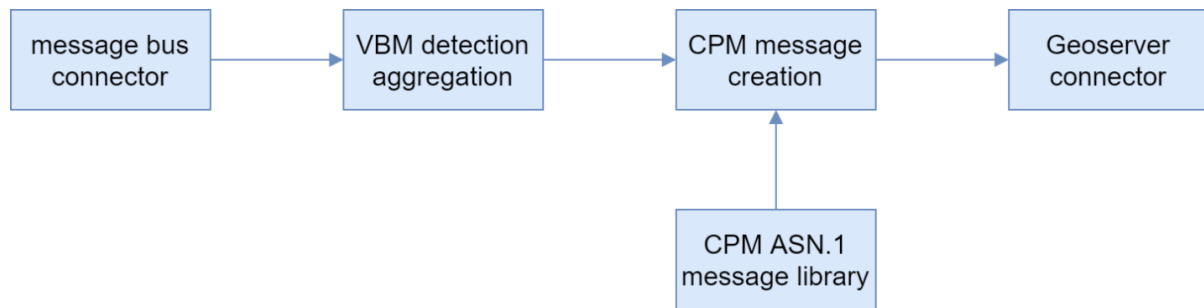 message bus
connector
VBM detection
aggregation
CPM message
creation
Geoserver
connector
CPM ASN.1
message library